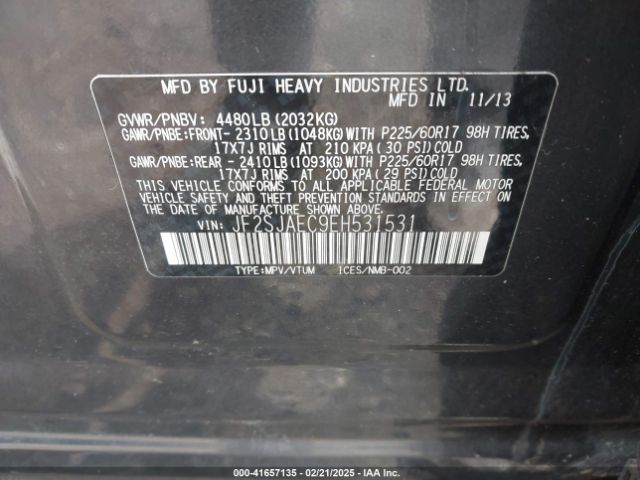 MFD BY FUJI HEAVY INDUSTRIES LTD.
MFD IN 11/13
GVWR/PNBV: 4480LB (2032KG)
GAWR/PNBE:FRONT- 2310LB (1048KG) WITH P225/60R17 98H TIRES,
17X7J RIMS AT 210 KPA (30 PSI) COLD
GAWR/PNBE:REAR - 2410LB (1093KG) WITH P225/60R17 98H TIRES,
17X7J RIMS AT 200 KPA (29 PSI) COLD
THIS VEHICLE CONFORMS TO ALL APPLICABLE FEDERAL MOTOR
VEHICLE SAFETY, BUMPER, AND THEFT PREVENTION
STANDARDS IN EFFECT ON THE DATE OF MANUFACTURE SHOWN ABOVE.
VIN: JF2SJAEC9EH531531
TYPE:MPV/VTUM ICES/NMB-002
000-41657135 - 02/21/2025 - IAA Inc.